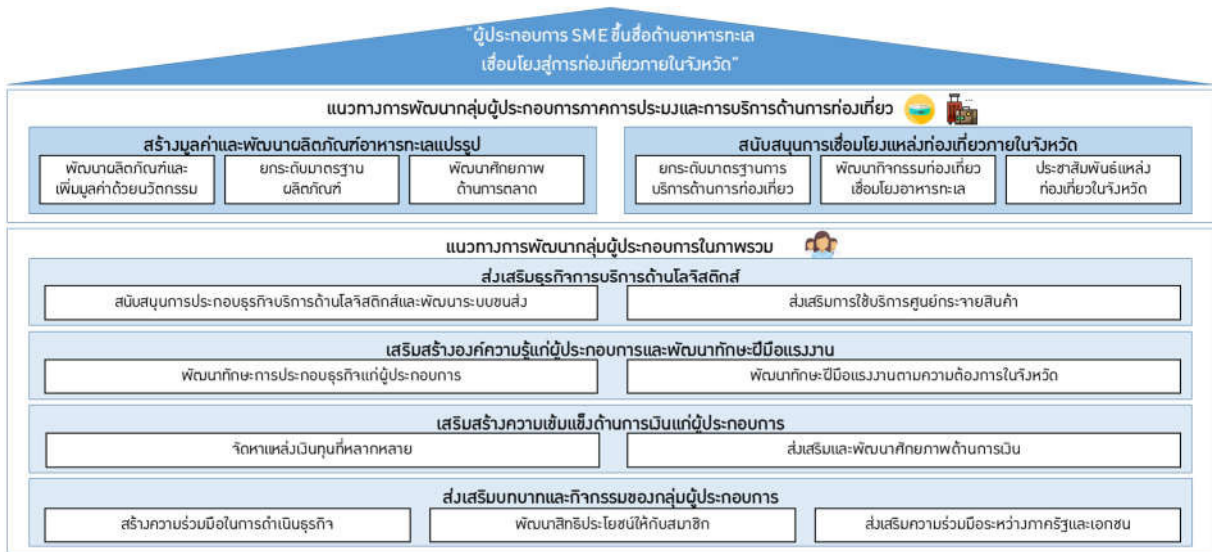 "ผู้ประกอบการ SME ขึ้นชื่อด้านอาหารทะเล
เชื่อมโยงสู่การท่องเที่ยวภายในจังหวัด"
แนวทางการพัฒนากลุ่มผู้ประกอบการภาคการประมงและการบริการด้านการท่องเที่ยว
สร้างมูลค่าและพัฒนาผลิตภัณฑ์อาหารทะเลแปรรูป
พัฒนาผลิตภัณฑ์และ
เพิ่มมูลค่าด้วยนวัตกรรม
ยกระดับมาตรฐาน
ผลิตภัณฑ์
พัฒนาศักยภาพ
ด้านการตลาด
สนับสนุนการเชื่อมโยงแหล่งท่องเที่ยวภายในจังหวัด
ยกระดับมาตรฐานการ
บริการด้านการท่องเที่ยว
พัฒนากิจกรรมท่องเที่ยว
เชื่อมโยงอาหารทะเล
ประชาสัมพันธ์แหล่ง
ท่องเที่ยวในจังหวัด
แนวทางการพัฒนากลุ่มผู้ประกอบการในภาพรวม
ส่งเสริมธุรกิจการบริการด้านโลจิสติกส์
สนับสนุนการประกอบธุรกิจบริการด้านโลจิสติกส์และพัฒนาระบบขนส่ง
ส่งเสริมการใช้บริการศูนย์กระจายสินค้า
เสริมสร้างองค์ความรู้แก่ผู้ประกอบการและพัฒนาทักษะฝีมือแรงงาน
พัฒนาทักษะการประกอบธุรกิจแก่ผู้ประกอบการ
พัฒนาทักษะฝีมือแรงงานตามความต้องการในจังหวัด
เสริมสร้างความเข้มแข็งด้านการเงินแก่ผู้ประกอบการ
จัดหาแหล่งเงินทุนที่หลากหลาย
ส่งเสริมและพัฒนาศักยภาพด้านการเงิน
ส่งเสริมบทบาทและกิจกรรมของกลุ่มผู้ประกอบการ
สร้างความร่วมมือในการดำเนินธุรกิจ
พัฒนาสิทธิประโยชน์ให้กับสมาชิก
ส่งเสริมความร่วมมือระหว่างภาครัฐและเอกชน